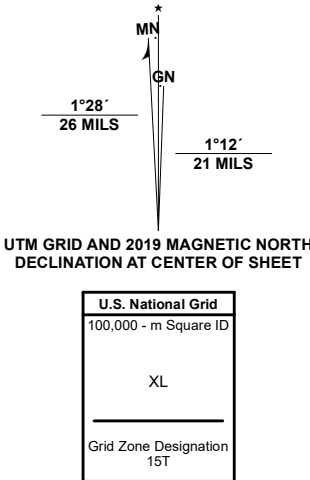 MN
GN
1°28´
26 MILS
1°12´
21 MILS
UTM GRID AND 2019 MAGNETIC NORTH
DECLINATION AT CENTER OF SHEET
U.S. National Grid
100,000 - m Square ID
XL
Grid Zone Designation
15T